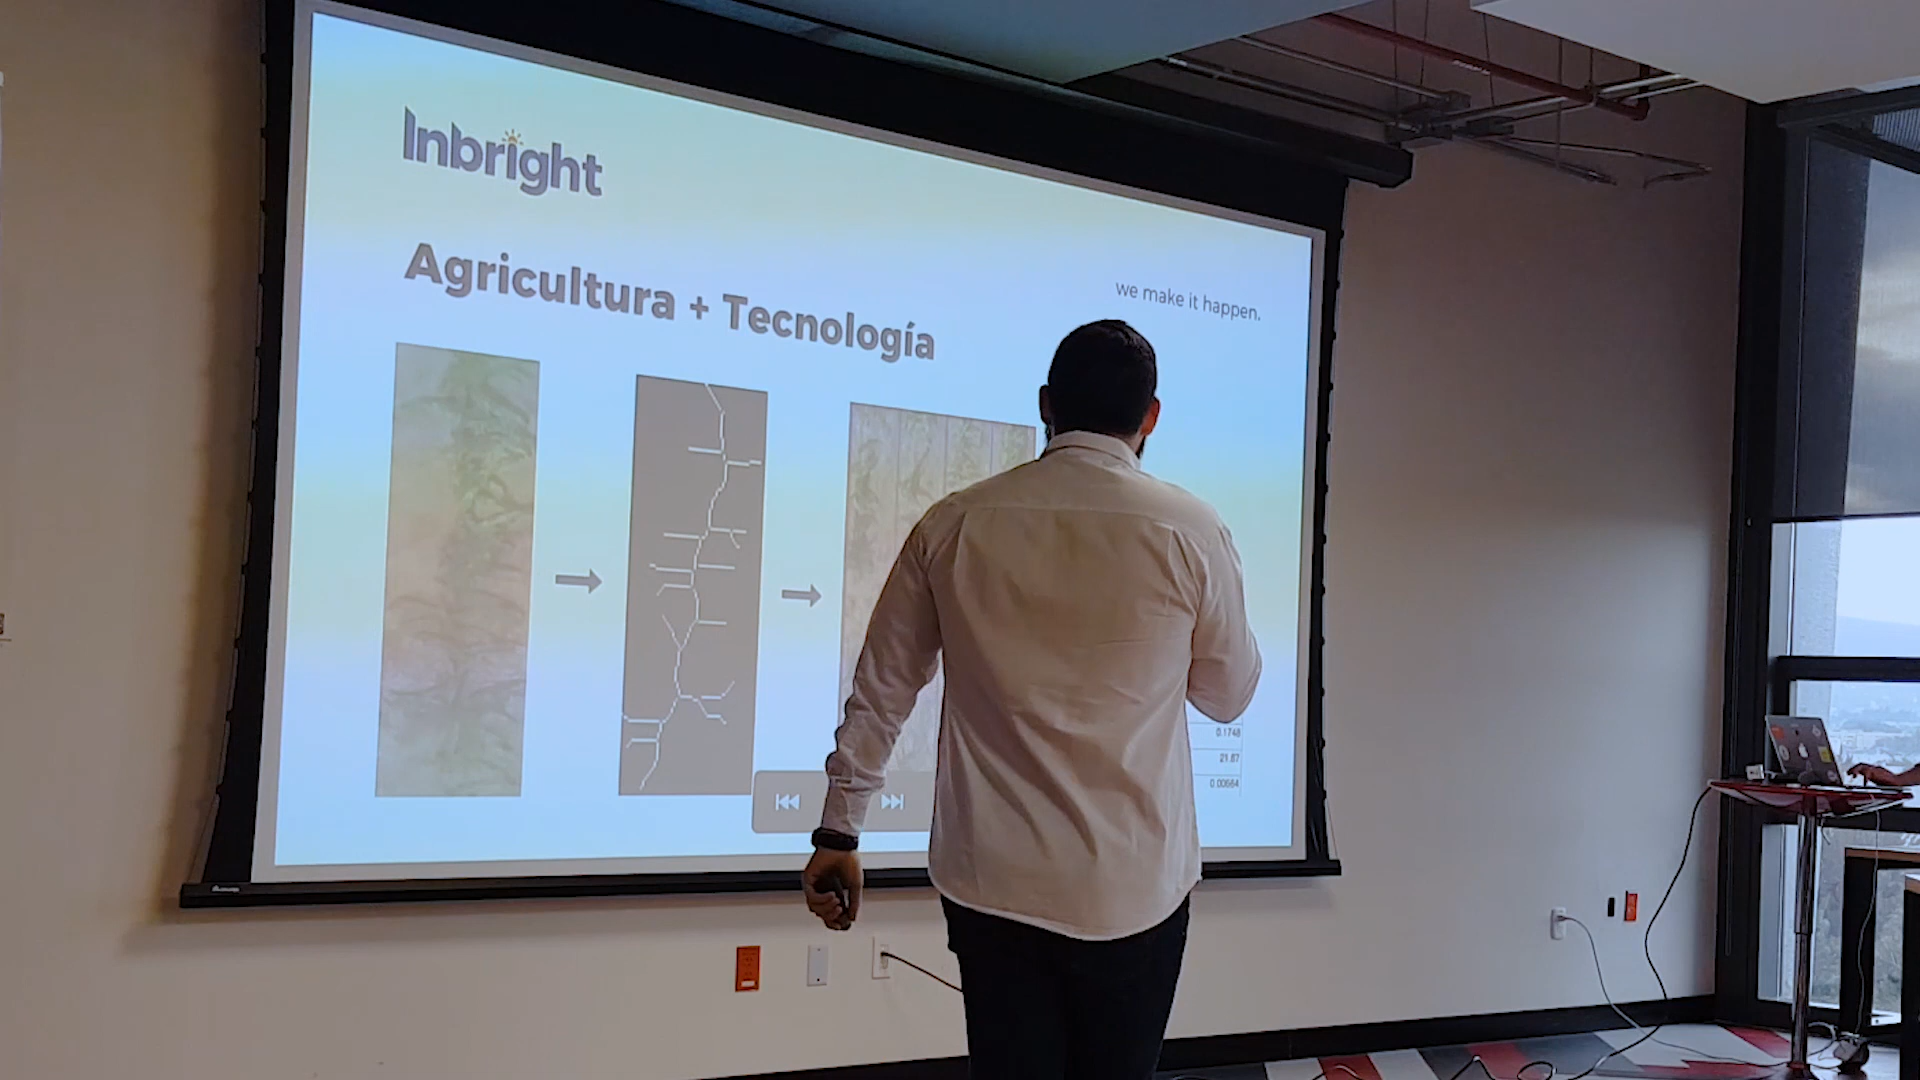 Inbright
Agricultura + Tecnología
we make it happen.
0.1748
21.87
0.00664